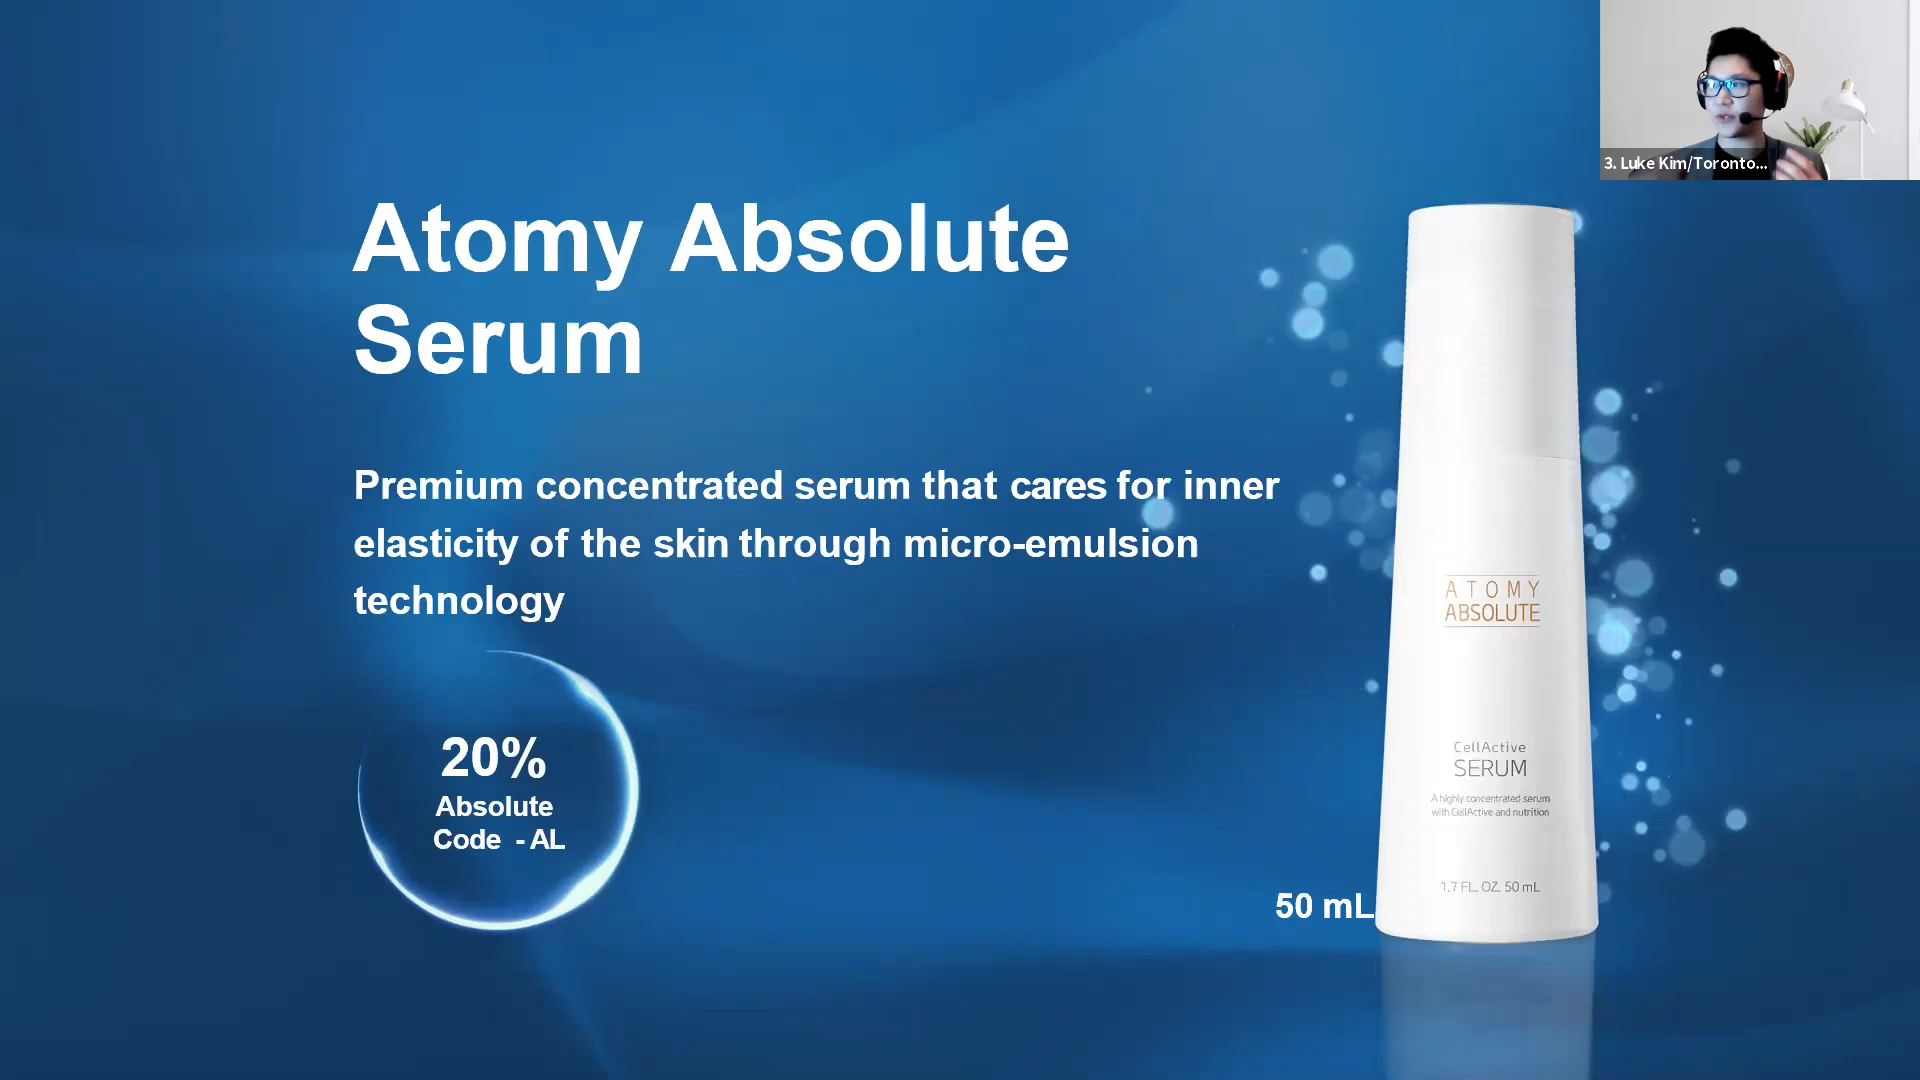 3. Luke Kim/Toronto...
Atomy Absolute
Serum
Premium concentrated serum that cares for inner
elasticity of the skin through micro-emulsion
technology
20%
Absolute
Code - AL
50 mL
ATOMY
ABSOLUTE
CellActive
SERUM
A highly concentrated serum
with CellActive and nutrition
1.7 FL. OZ. 50 mL